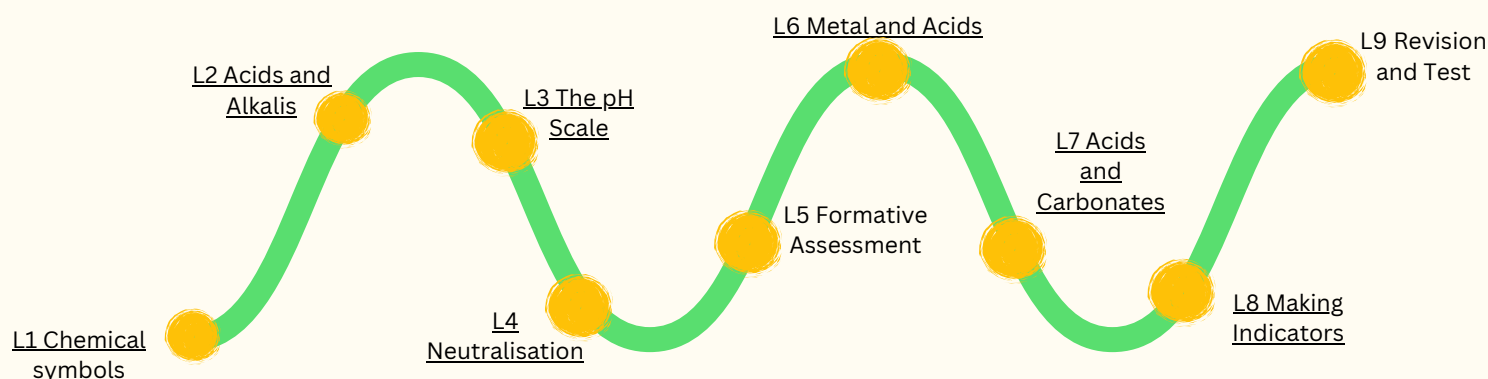 L1 Chemical
symbols
L2 Acids and
Alkalis
L3 The pH
Scale
L4
Neutralisation
L5 Formative
Assessment
L6 Metal and Acids
L7 Acids
and
Carbonates
L8 Making
Indicators
L9 Revision
and Test